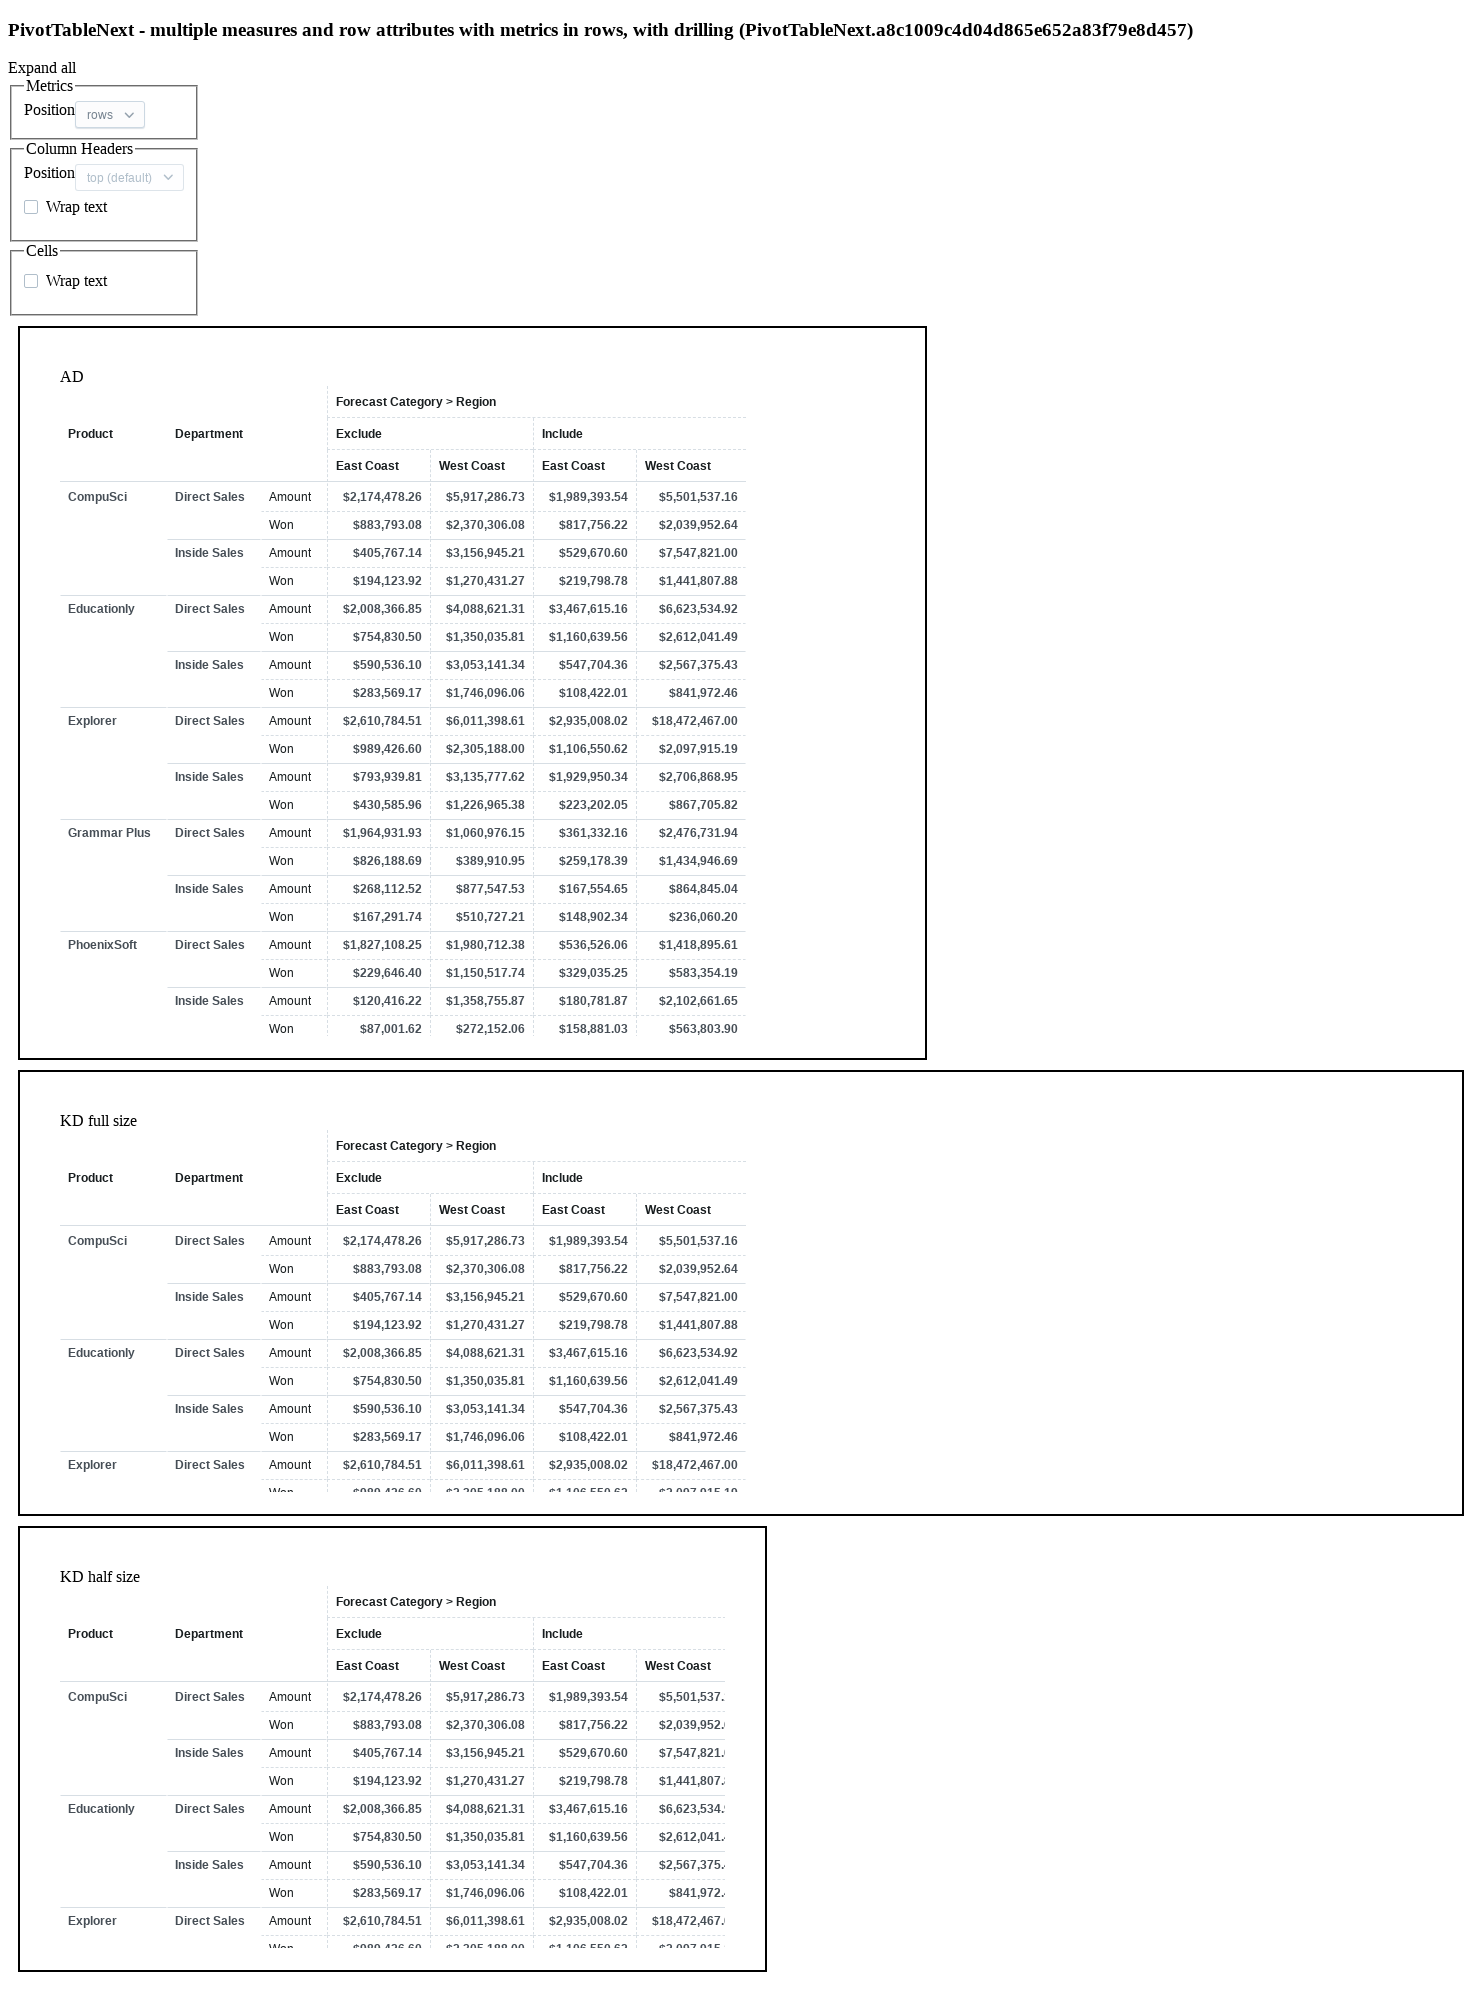 PivotTableNext - multiple measures and row attributes with metrics in rows, with drilling (PivotTableNext.a8c1009c4d04d865e652a83f79e8d457)
Expand all
Metrics
Position rows
Column Headers
Position top (default)
Wrap text
Cells
Wrap text
AD
Forecast Category > Region
Product Department Exclude Include
East Coast West Coast East Coast West Coast
CompuSci Direct Sales Amount $2,174,478.26 $5,917,286.73 $1,989,393.54 $5,501,537.16
Won $883,793.08 $2,370,306.08 $817,756.22 $2,039,952.64
Inside Sales Amount $405,767.14 $3,156,945.21 $529,670.60 $7,547,821.00
Won $194,123.92 $1,270,431.27 $219,798.78 $1,441,807.88
Educationly Direct Sales Amount $2,008,366.85 $4,088,621.31 $3,467,615.16 $6,623,534.92
Won $754,830.50 $1,350,035.81 $1,160,639.56 $2,612,041.49
Inside Sales Amount $590,536.10 $3,053,141.34 $547,704.36 $2,567,375.43
Won $283,569.17 $1,746,096.06 $108,422.01 $841,972.46
Explorer Direct Sales Amount $2,610,784.51 $6,011,398.61 $2,935,008.02 $18,472,467.00
Won $989,426.60 $2,305,188.00 $1,106,550.62 $2,097,915.19
Inside Sales Amount $793,939.81 $3,135,777.62 $1,929,950.34 $2,706,868.95
Won $430,585.96 $1,226,965.38 $223,202.05 $867,705.82
Grammar Plus Direct Sales Amount $1,964,931.93 $1,060,976.15 $361,332.16 $2,476,731.94
Won $826,188.69 $389,910.95 $259,178.39 $1,434,946.69
Inside Sales Amount $268,112.52 $877,547.53 $167,554.65 $864,845.04
Won $167,291.74 $510,727.21 $148,902.34 $236,060.20
PhoenixSoft Direct Sales Amount $1,827,108.25 $1,980,712.38 $536,526.06 $1,418,895.61
Won $229,646.40 $1,150,517.74 $329,035.25 $583,354.19
Inside Sales Amount $120,416.22 $1,358,755.87 $180,781.87 $2,102,661.65
Won $87,001.62 $272,152.06 $158,881.03 $563,803.90
KD full size
Forecast Category > Region
Product Department Exclude Include
East Coast West Coast East Coast West Coast
CompuSci Direct Sales Amount $2,174,478.26 $5,917,286.73 $1,989,393.54 $5,501,537.16
Won $883,793.08 $2,370,306.08 $817,756.22 $2,039,952.64
Inside Sales Amount $405,767.14 $3,156,945.21 $529,670.60 $7,547,821.00
Won $194,123.92 $1,270,431.27 $219,798.78 $1,441,807.88
Educationly Direct Sales Amount $2,008,366.85 $4,088,621.31 $3,467,615.16 $6,623,534.92
Won $754,830.50 $1,350,035.81 $1,160,639.56 $2,612,041.49
Inside Sales Amount $590,536.10 $3,053,141.34 $547,704.36 $2,567,375.43
Won $283,569.17 $1,746,096.06 $108,422.01 $841,972.46
Explorer Direct Sales Amount $2,610,784.51 $6,011,398.61 $2,935,008.02 $18,472,467.00
KD half size
Forecast Category > Region
Product Department Exclude Include
East Coast West Coast East Coast West Coast
CompuSci Direct Sales Amount $2,174,478.26 $5,917,286.73 $1,989,393.54 $5,501,537.
Won $883,793.08 $2,370,306.08 $817,756.22 $2,039,952.
Inside Sales Amount $405,767.14 $3,156,945.21 $529,670.60 $7,547,821.
Won $194,123.92 $1,270,431.27 $219,798.78 $1,441,807.
Educationly Direct Sales Amount $2,008,366.85 $4,088,621.31 $3,467,615.16 $6,623,534.
Won $754,830.50 $1,350,035.81 $1,160,639.56 $2,612,041.
Inside Sales Amount $590,536.10 $3,053,141.34 $547,704.36 $2,567,375.
Won $283,569.17 $1,746,096.06 $108,422.01 $841,972.
Explorer Direct Sales Amount $2,610,784.51 $6,011,398.61 $2,935,008.02 $18,472,467.